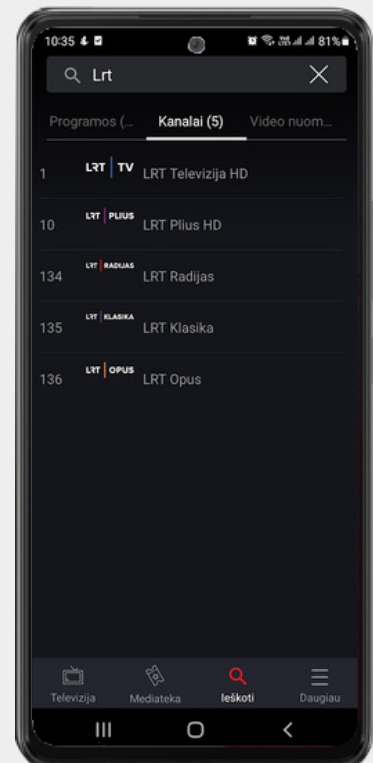 10:35 81%
Lrt
Programos (... Kanalai (5) Video nuom...
1 LRT TV LRT Televizija HD
10 LRT PLIUS LRT Plius HD
134 LRT RADIJAS LRT Radijas
135 LRT KLASIKA LRT Klasika
136 LRT OPUS LRT Opus
Televizija Mediateka Ieškoti Daugiau